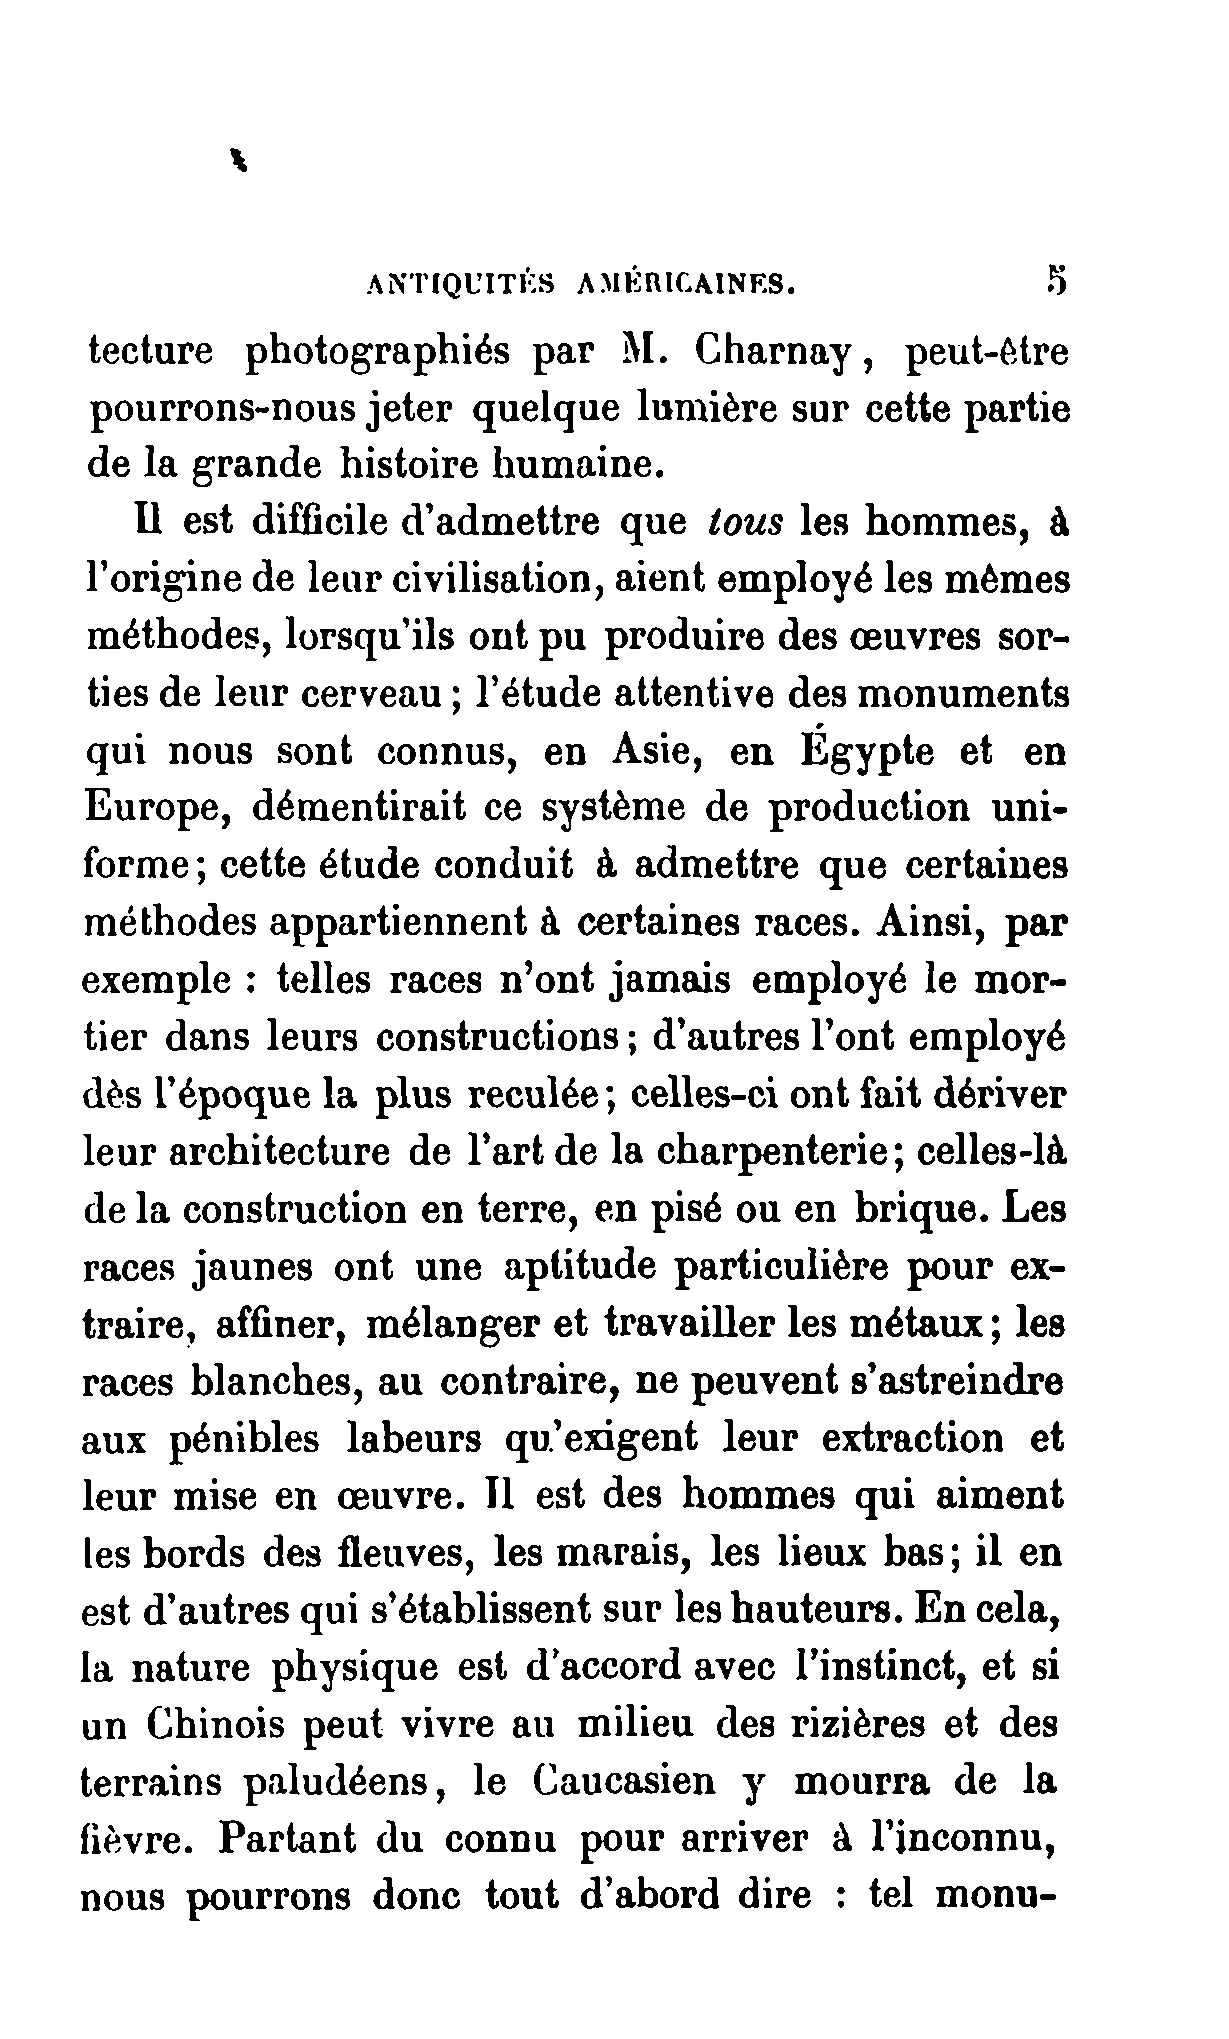 ANTIQUITÉS AMÉRICAINES. 5
tecture photographiés par M. Charnay, peut-être
pourrons-nous jeter quelque lumière sur cette partie
de la grande histoire humaine.
Il est difficile d'admettre que tous les hommes, à
l'origine de leur civilisation, aient employé les mêmes
méthodes, lorsqu'ils ont pu produire des œuvres sor-
ties de leur cerveau; l'étude attentive des monuments
qui nous sont connus, en Asie, en Égypte et en
Europe, démentirait ce système de production uni-
forme; cette étude conduit à admettre que certaines
méthodes appartiennent à certaines races. Ainsi, par
exemple : telles races n'ont jamais employé le mor-
tier dans leurs constructions; d'autres l'ont employé
dès l'époque la plus reculée; celles-ci ont fait dériver
leur architecture de l'art de la charpenterie; celles-là
de la construction en terre, en pisé ou en brique. Les
races jaunes ont une aptitude particulière pour ex-
traire, affiner, mélanger et travailler les métaux; les
races blanches, au contraire, ne peuvent s'astreindre
aux pénibles labeurs qu'exigent leur extraction et
leur mise en œuvre. Il est des hommes qui aiment
les bords des fleuves, les marais, les lieux bas; il en
est d'autres qui s'établissent sur les hauteurs. En cela,
la nature physique est d'accord avec l'instinct, et si
un Chinois peut vivre au milieu des rizières et des
terrains paludéens, le Caucasien y mourra de la
fièvre. Partant du connu pour arriver à l'inconnu,
nous pourrons donc tout d'abord dire : tel monu-